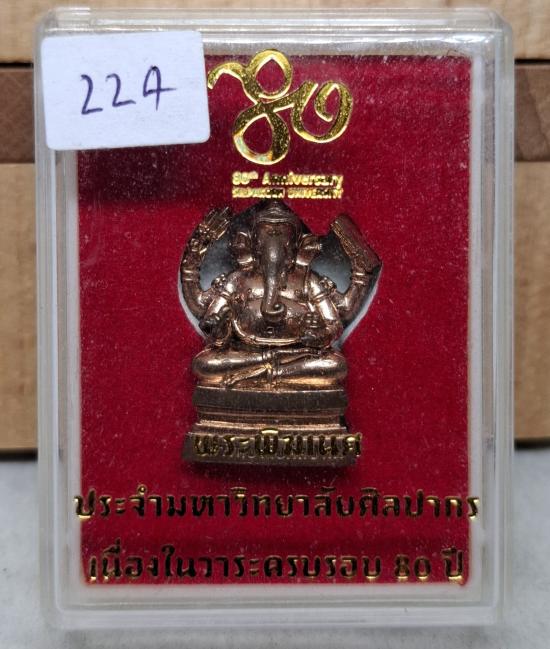 224
๘๐
80th Anniversary
SILPAKORN UNIVERSITY
พระพิฆเนศ
ประจำมหาวิทยาลัยศิลปากร
เนื่องในวาระครบรอบ 80 ปี